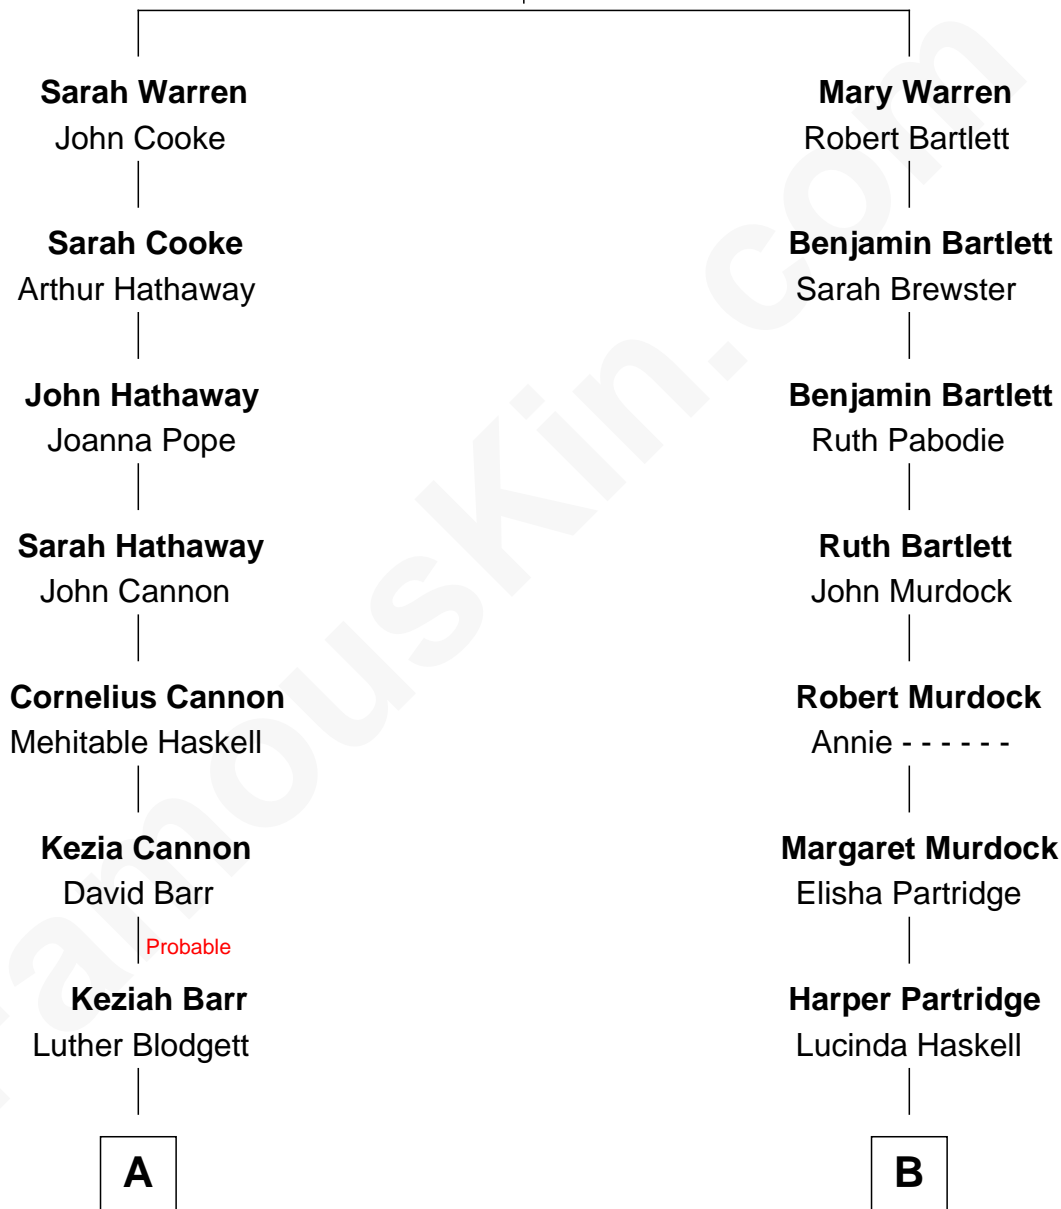 Sarah Warren
John Cooke
Mary Warren
Robert Bartlett
Sarah Cooke
Arthur Hathaway
Benjamin Bartlett
Sarah Brewster
John Hathaway
Joanna Pope
Benjamin Bartlett
Ruth Pabodie
Sarah Hathaway
John Cannon
Ruth Bartlett
John Murdock
Cornelius Cannon
Mehitable Haskell
Robert Murdock
Annie - - - - - -
Kezia Cannon
David Barr
Margaret Murdock
Elisha Partridge
Probable
Keziah Barr
Luther Blodgett
Harper Partridge
Lucinda Haskell
A
B
FamousKin.com